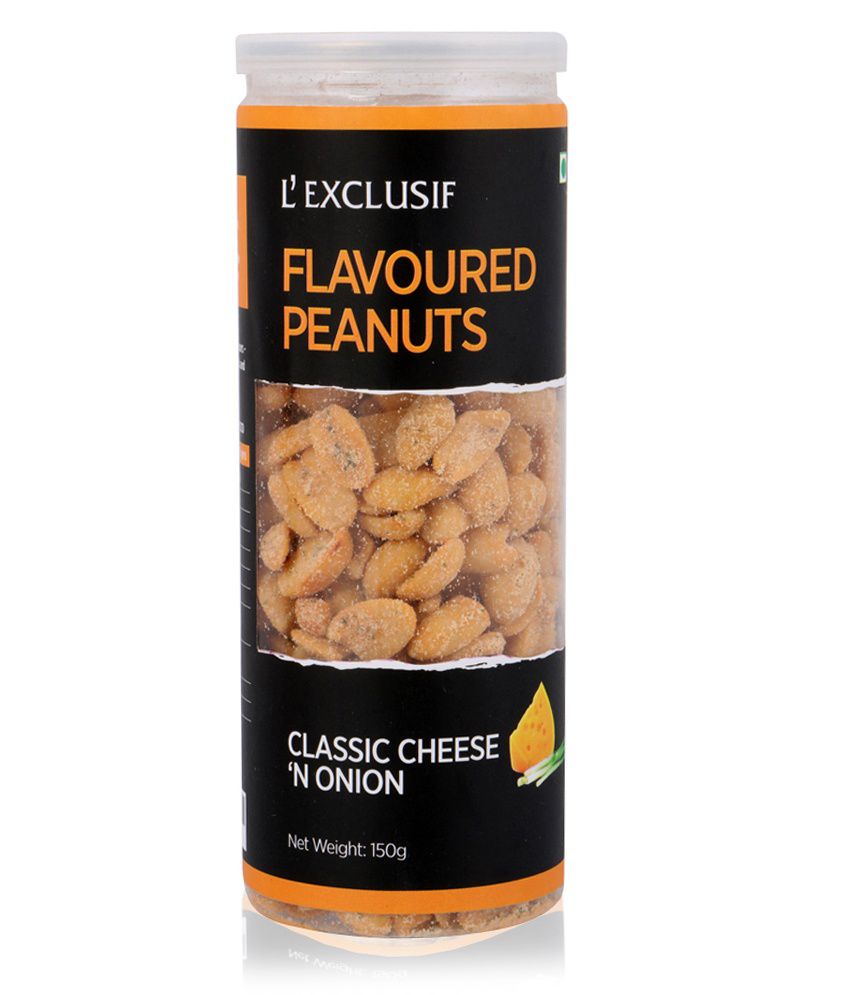 L' EXCLUSIF
FLAVOURED
PEANUTS
CLASSIC CHEESE
'N ONION
Net Weight: 150g